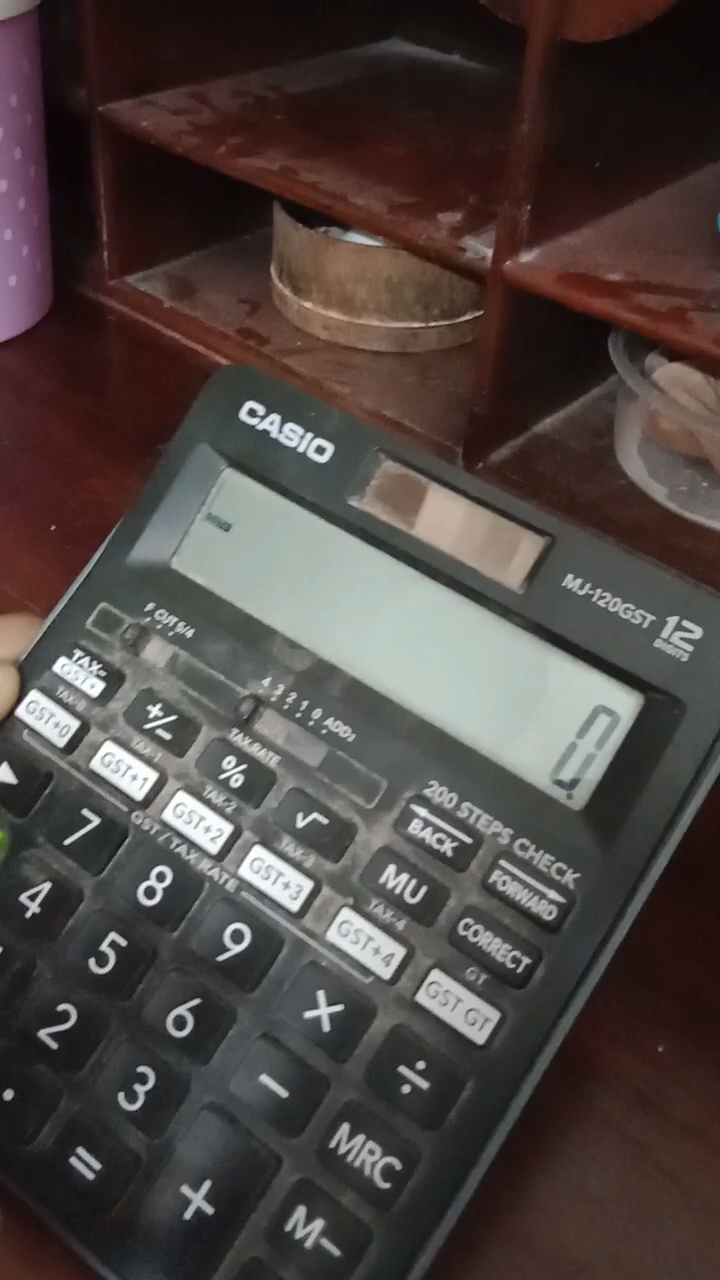 CASIO
MJ-120GST 12
DIGITS
0.
F CUT 5/4
4 3 2 1 0 ADD₂
TAX RATE
200 STEPS CHECK
TAX-
GST+
+/-
%
√
BACK
FORWARD
TAX-0
TAX-1
TAX-2
TAX-3
TAX-4
GT
GST+0
GST+1
GST+2
GST+3
GST+4
GST GT
GST / TAX RATE
MU
CORRECT
7
8
9
×
÷
4
5
6
-
MRC
2
3
+
M-
.
=